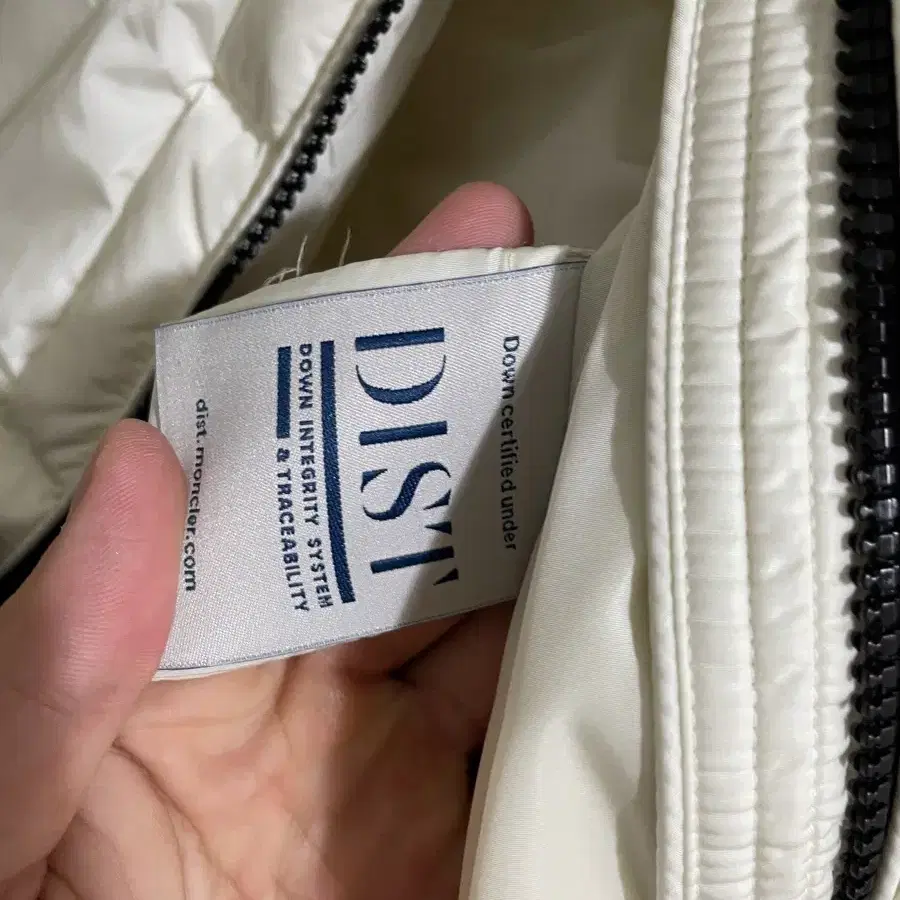 Down certified under
DIST
DOWN INTEGRITY SYSTEM
& TRACEABILITY
dist.moncler.com